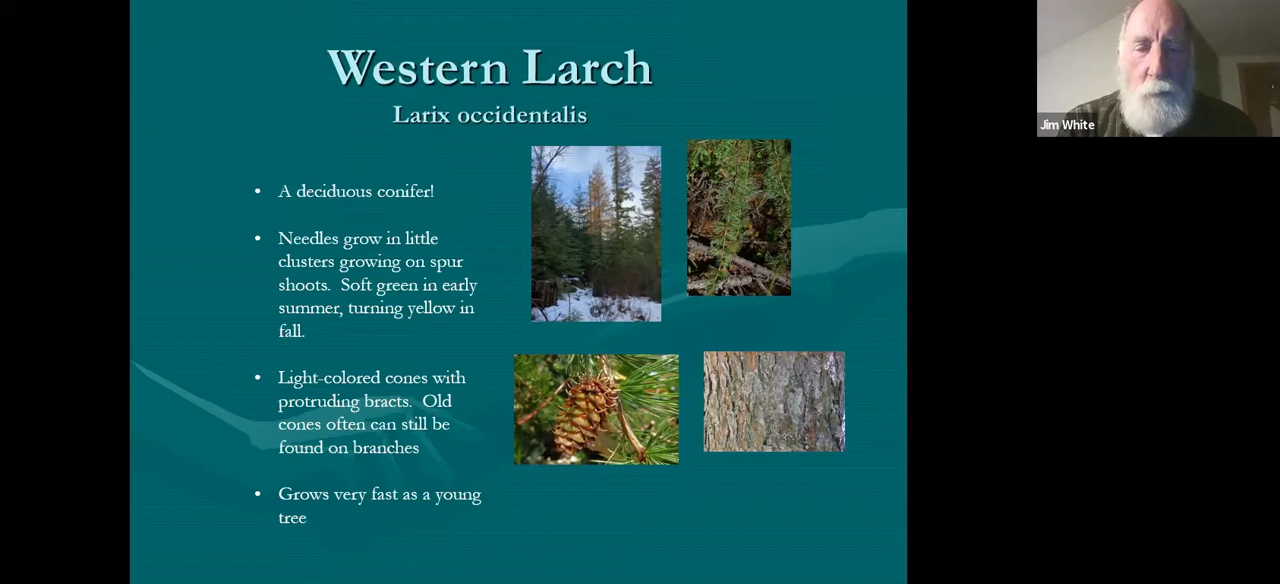 Western Larch
Larix occidentalis
• A deciduous conifer!
• Needles grow in little
clusters growing on spur
shoots. Soft green in early
summer, turning yellow in
fall.
• Light-colored cones with
protruding bracts. Old
cones often can still be
found on branches
• Grows very fast as a young
tree
Jim White